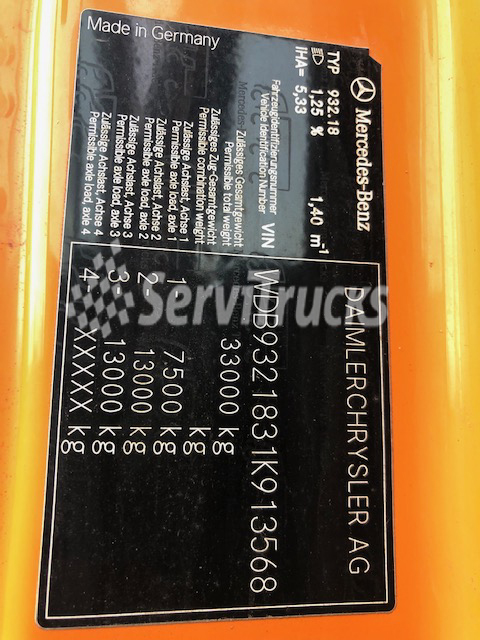 Mercedes-Benz
DAIMLERCHRYSLER AG
TYP 932.18
1,25 % 1,40 m⁻¹
IHA= 5,33
Fahrzeugidentifizierungsnummer
Vehicle Identification Number VIN WDB9321831K913568
Zulässiges Gesamtgewicht
Permissible total weight 33000 kg
Zulässiges Zug-Gesamtgewicht
Permissible combination weight kg
Zulässige Achslast, Achse 1
Permissible axle load, axle 1 1- 7500 kg
Zulässige Achslast, Achse 2
Permissible axle load, axle 2 2- 13000 kg
Zulässige Achslast, Achse 3
Permissible axle load, axle 3 3- 13000 kg
Zulässige Achslast, Achse 4
Permissible axle load, axle 4 4- XXXXX kg
Made in Germany
ServiTrucks